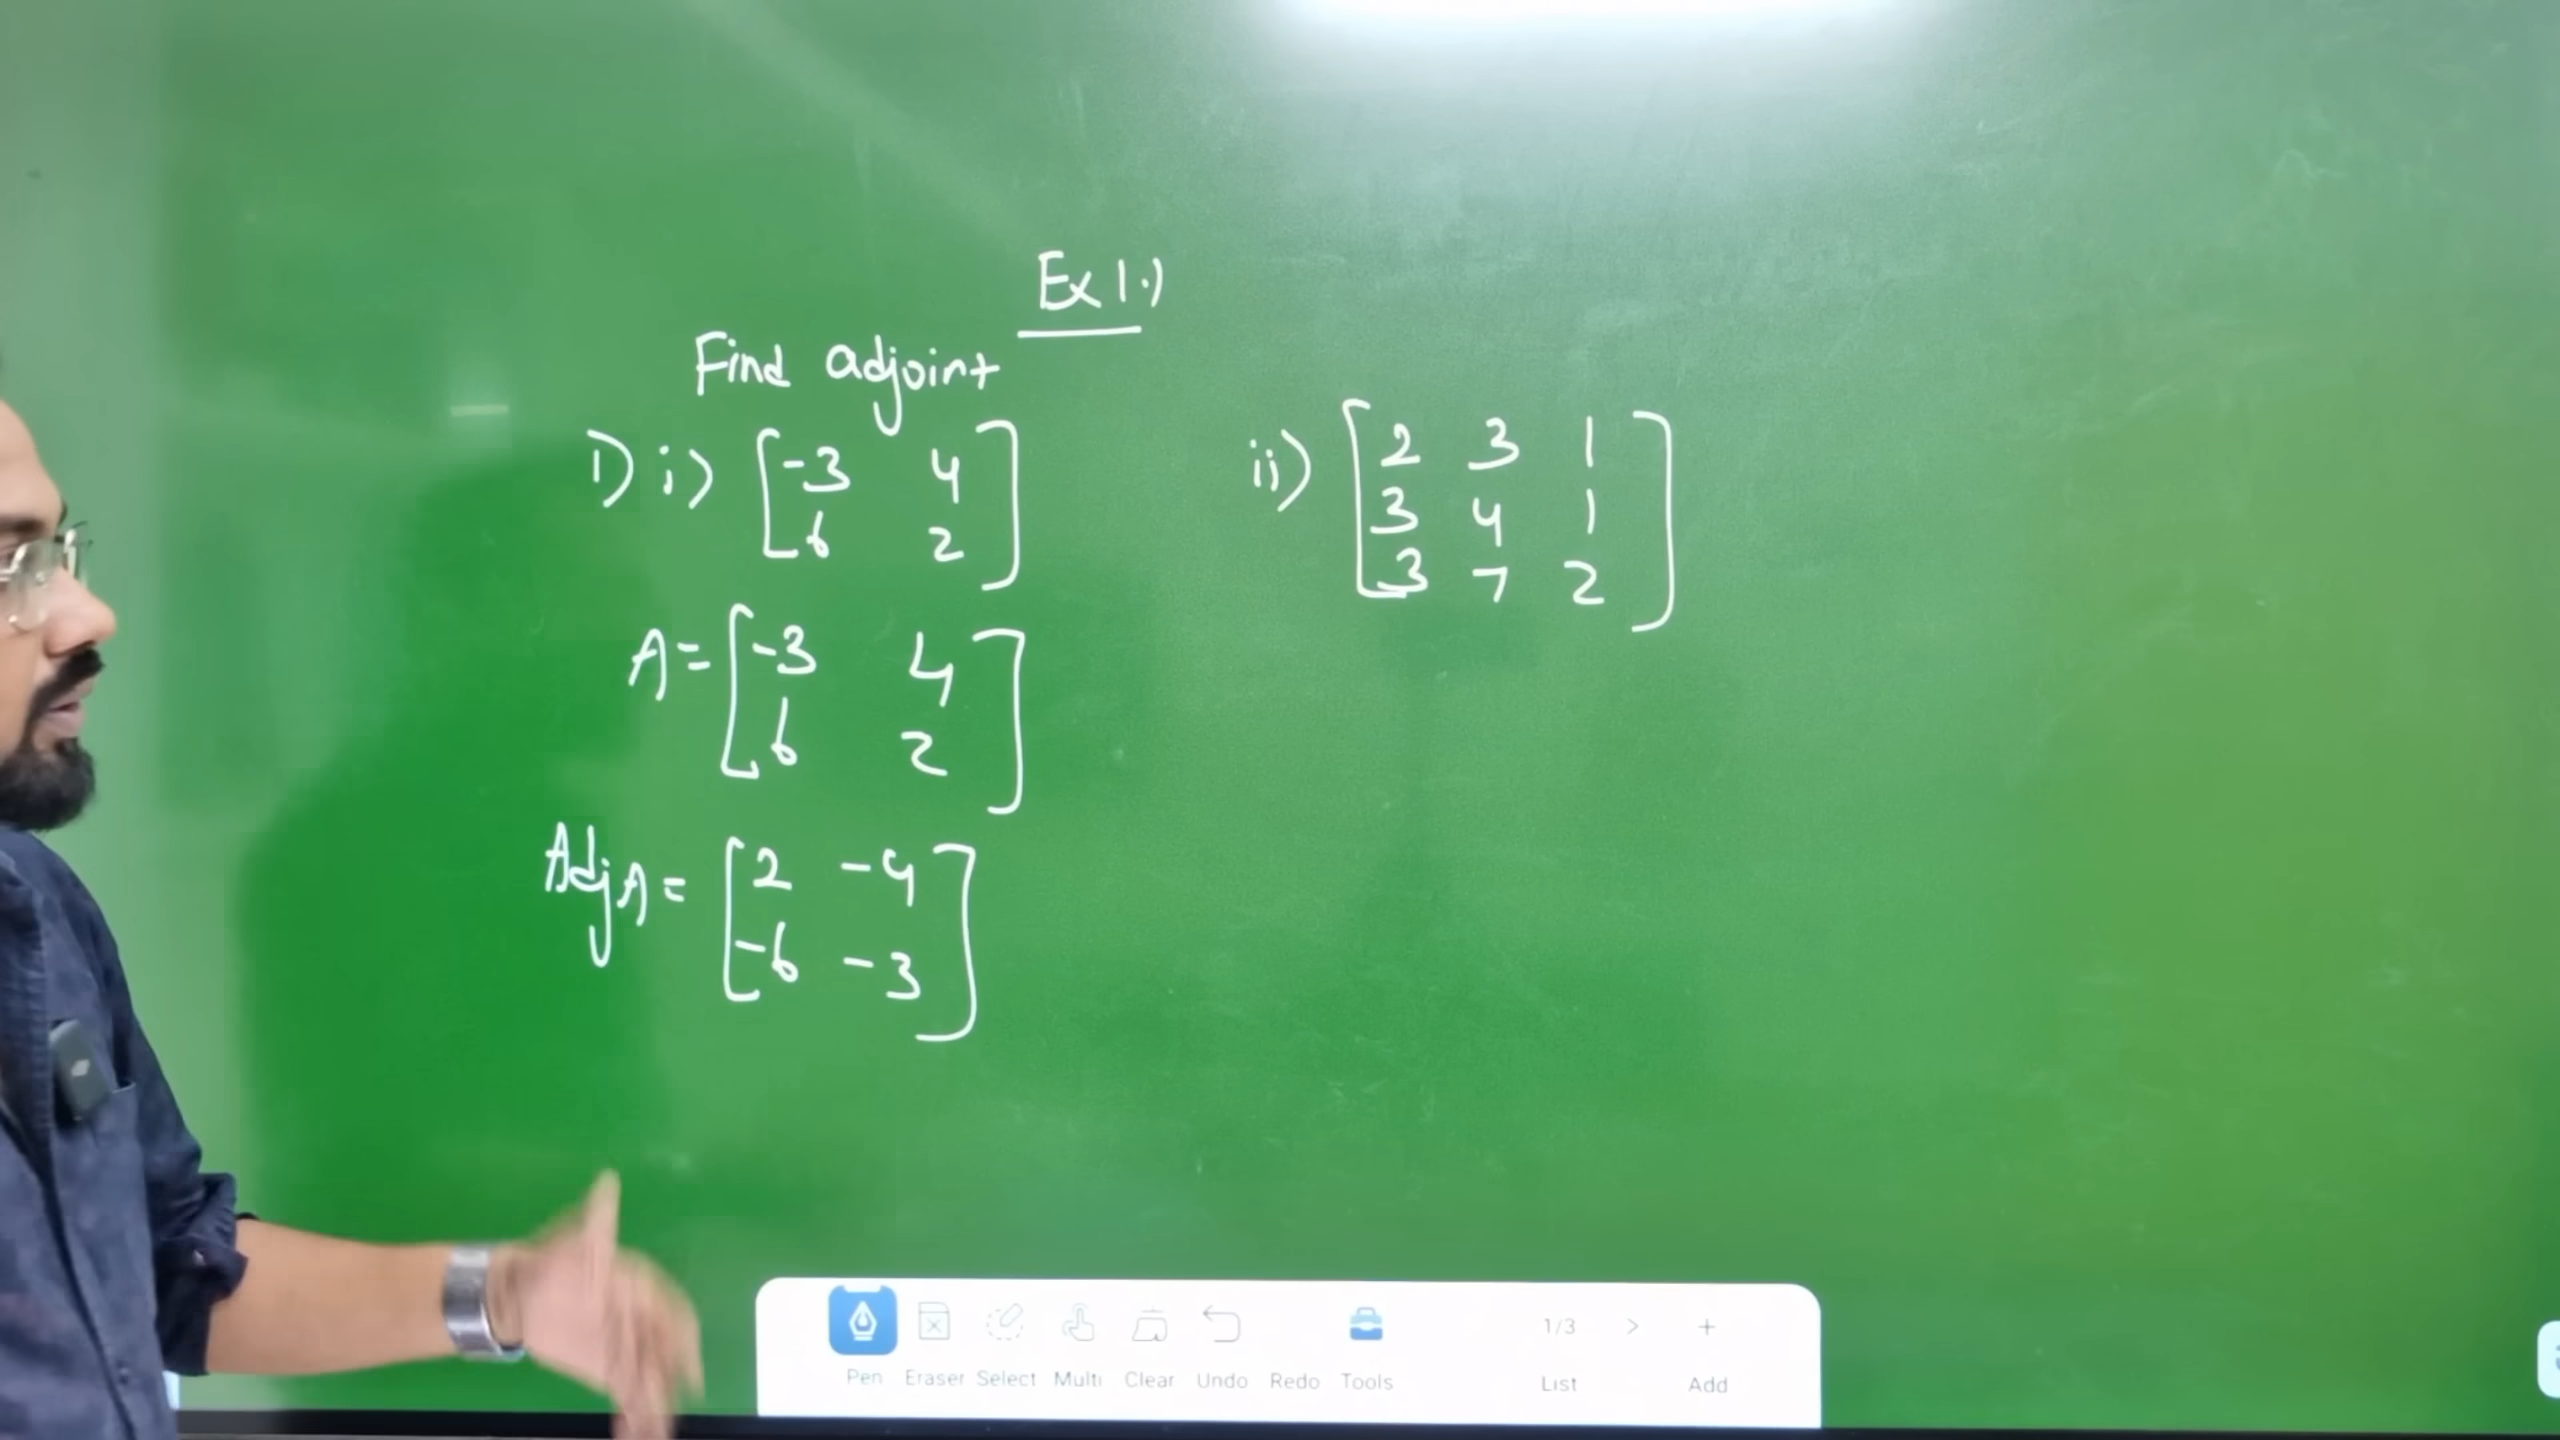 Ex 1.1
Find adjoint
1) i) [-3 4
6 2]
A = [-3 4
6 2]
Adj A = [2 -4
-6 -3]
ii) [2 3 1
3 4 1
3 7 2]
Pen Eraser Select Multi Clear Undo Redo Tools
1/3 > +
List Add